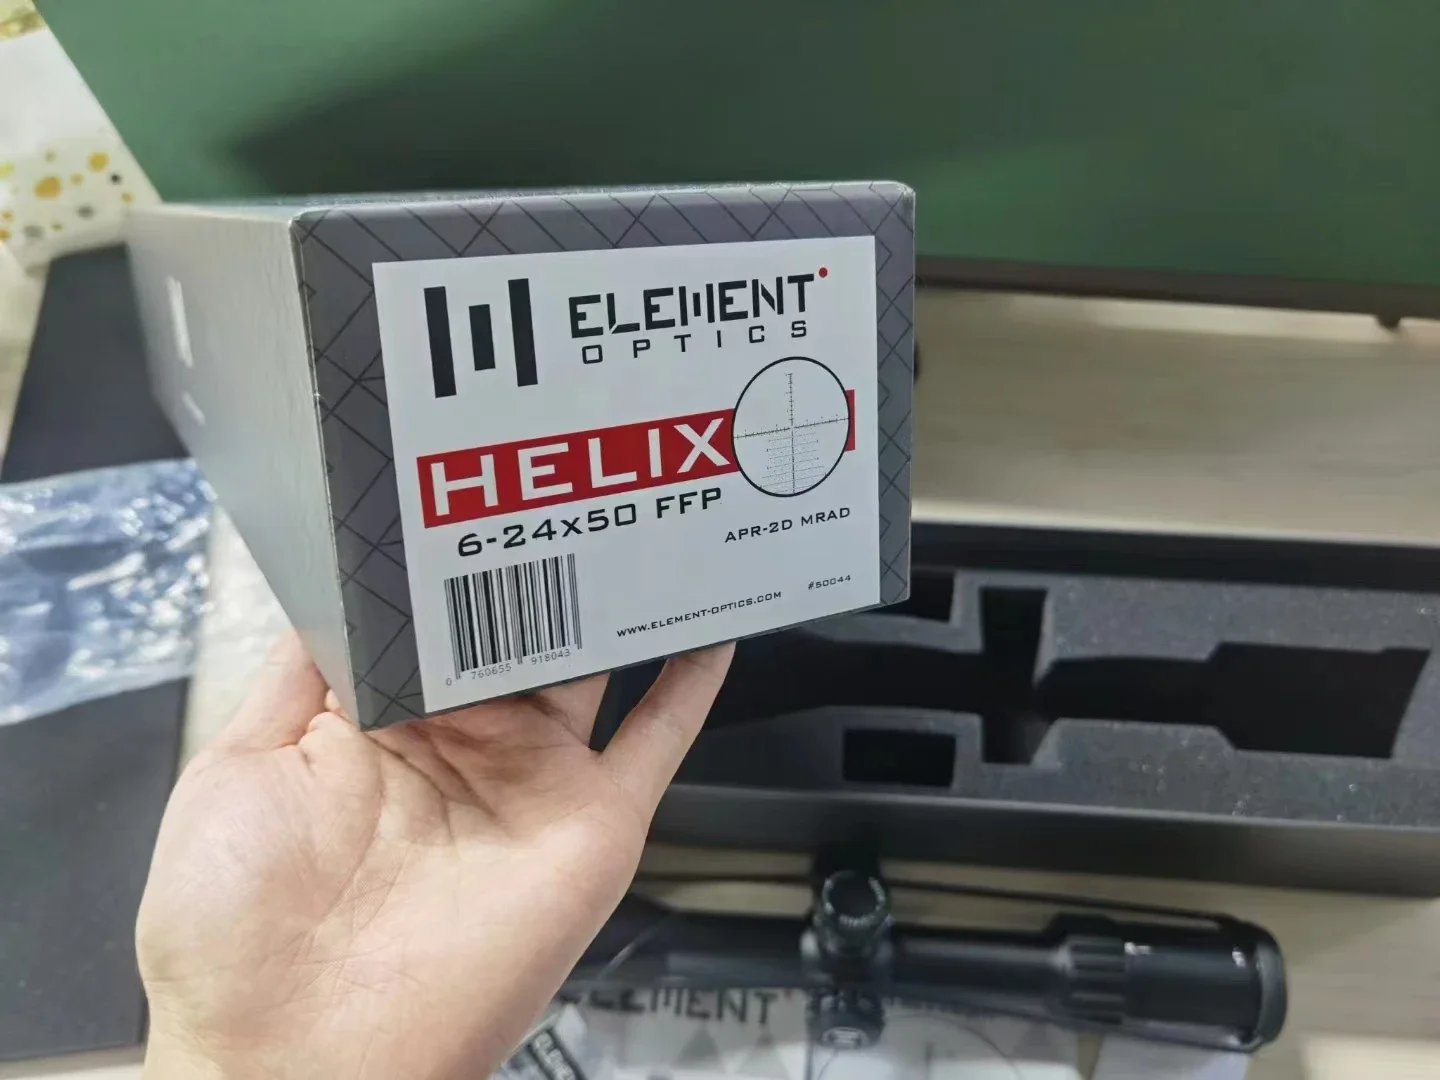 ELEMENT
OPTICS
HELIX
6-24x50 FFP
APR-2D MRAD
#50044
WWW.ELEMENT-OPTICS.COM
0 760655 918043
ELEMENT